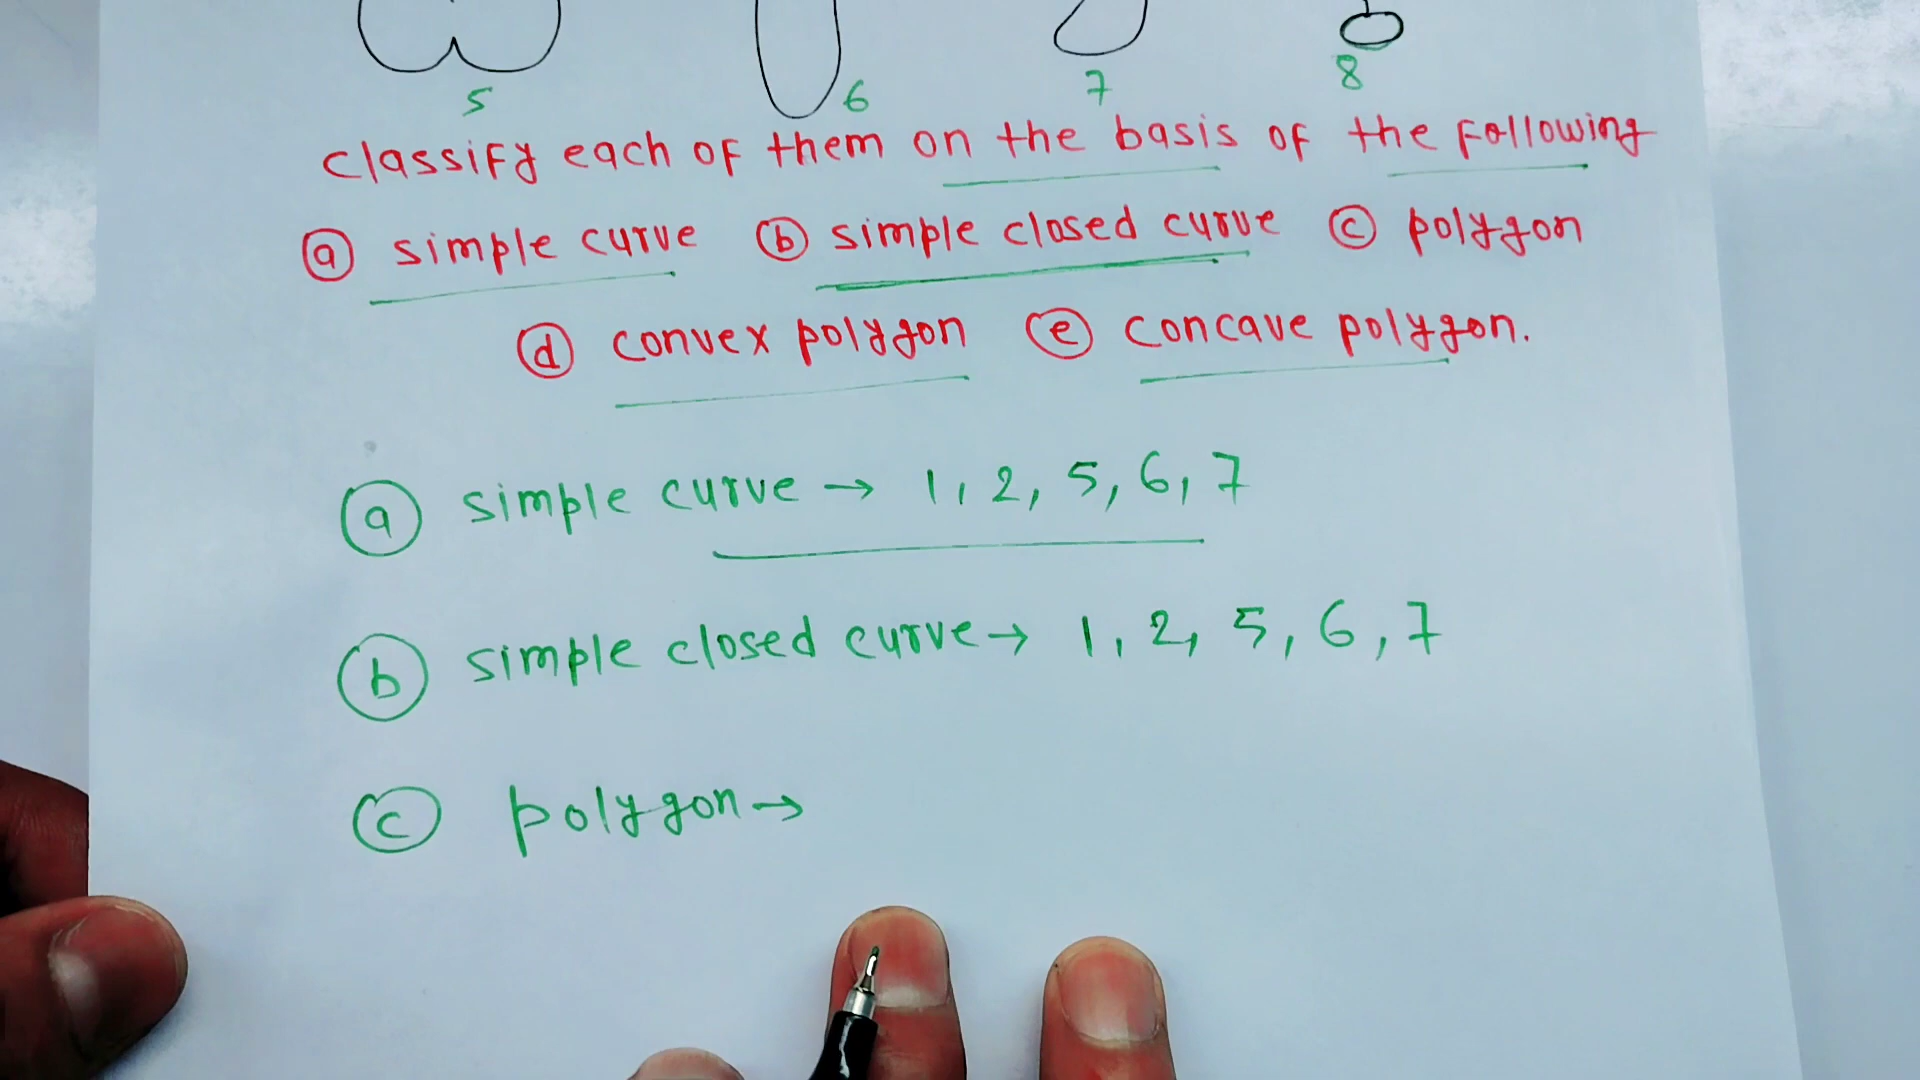 5 6 7 8
classify each of them on the basis of the following
(a) simple curve (b) simple closed curve (c) polygon
(d) convex polygon (e) concave polygon.
(a) simple curve → 1, 2, 5, 6, 7
(b) simple closed curve → 1, 2, 5, 6, 7
(c) polygon →